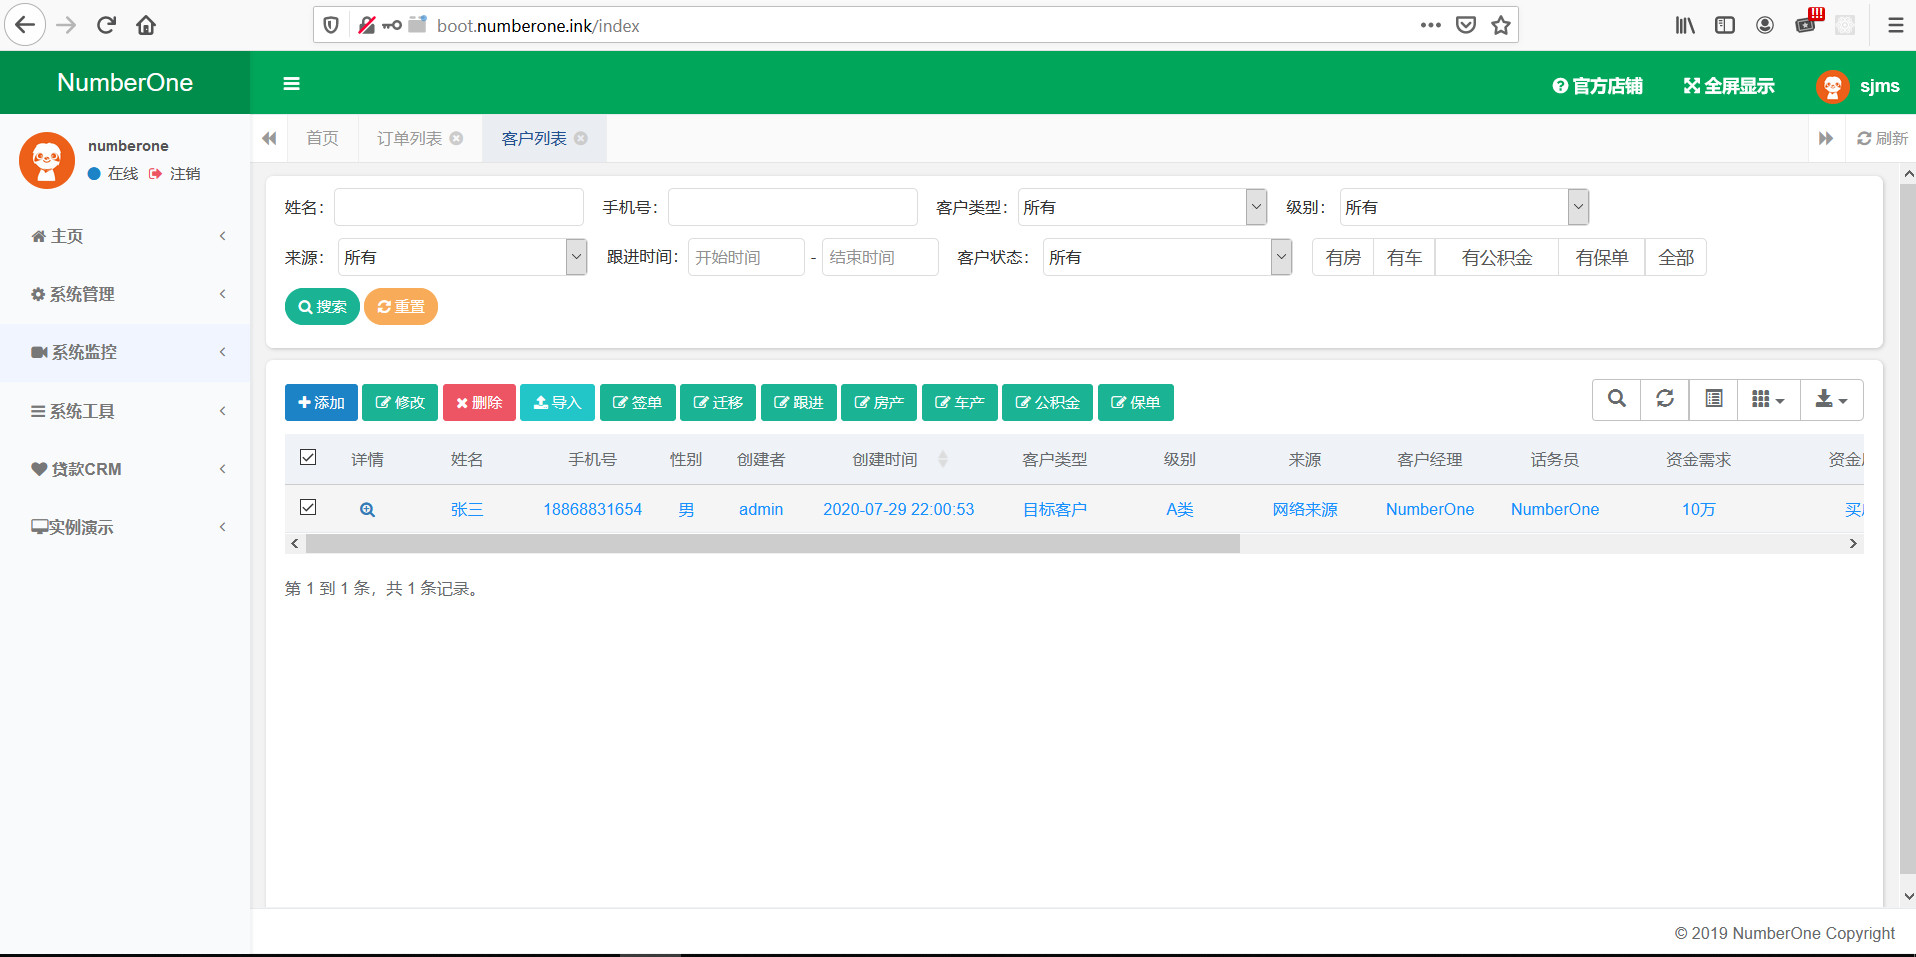 boot.numberone.ink/index
NumberOne
官方店铺 全屏显示 sjms
numberone
在线 注销
首页 订单列表 客户列表 刷新
主页
系统管理
系统监控
系统工具
贷款CRM
实例演示
姓名： 手机号： 客户类型： 所有 级别： 所有
来源： 所有 跟进时间： 开始时间 - 结束时间 客户状态： 所有 有房 有车 有公积金 有保单 全部
搜索 重置
添加 修改 删除 导入 签单 迁移 跟进 房产 车产 公积金 保单
详情 姓名 手机号 性别 创建者 创建时间 客户类型 级别 来源 客户经理 话务员 资金需求 资金
张三 18868831654 男 admin 2020-07-29 22:00:53 目标客户 A类 网络来源 NumberOne NumberOne 10万 买
第 1 到 1 条，共 1 条记录。
© 2019 NumberOne Copyright